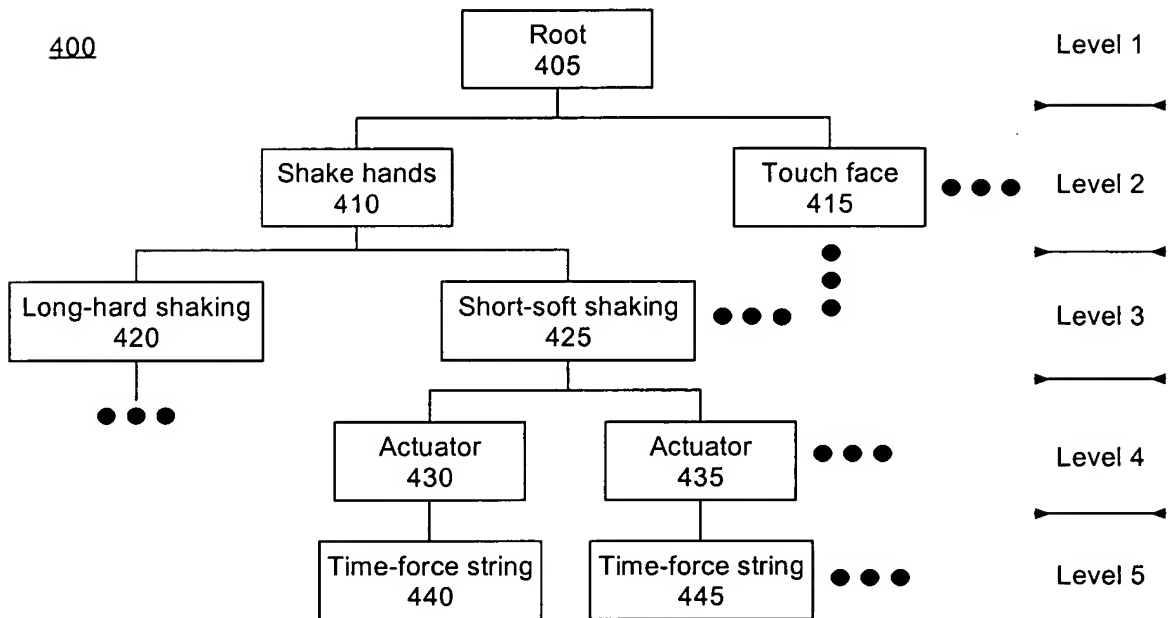 400
Root
405
Level 1
Shake hands
410
Touch face
415
Level 2
Long-hard shaking
420
Short-soft shaking
425
Level 3
Actuator
430
Actuator
435
Level 4
Time-force string
440
Time-force string
445
Level 5